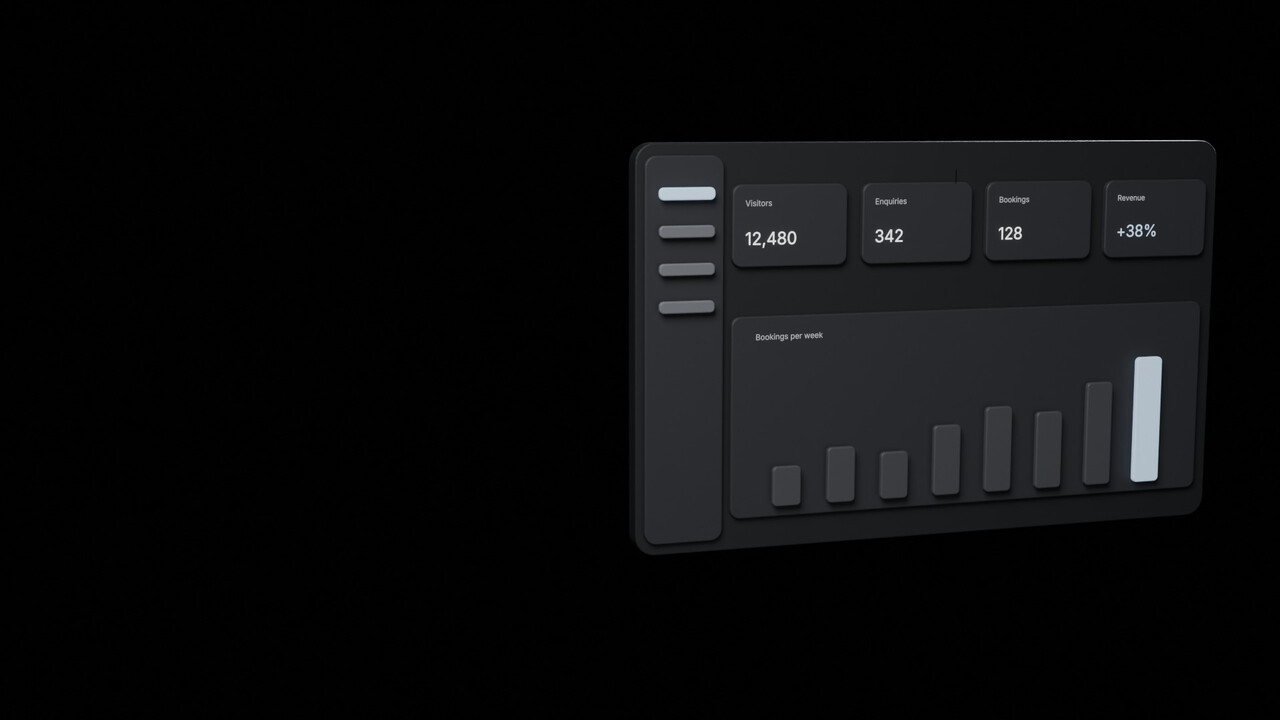 Visitors
12,480
Enquiries
342
Bookings
128
Revenue
+38%
Bookings per week